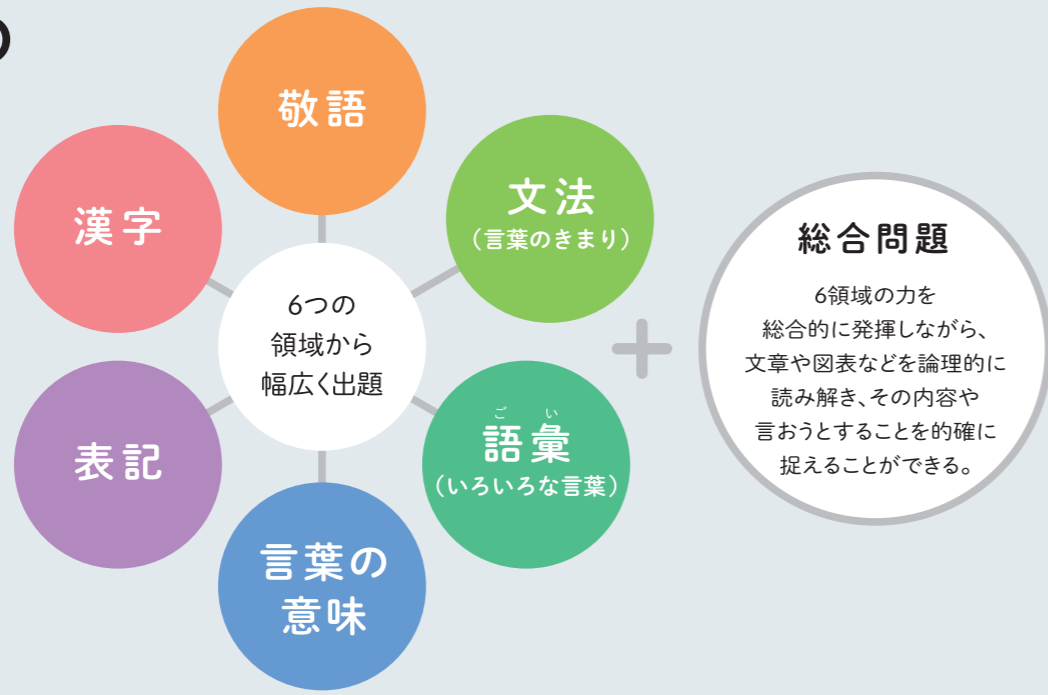 敬語
文法
（言葉のきまり）
漢字
6つの
領域から
幅広く出題
表記
ごい
語彙
（いろいろな言葉）
言葉の
意味
+
総合問題
6領域の力を
総合的に発揮しながら、
文章や図表などを論理的に
読み解き、その内容や
言おうとすることを的確に
捉えることができる。